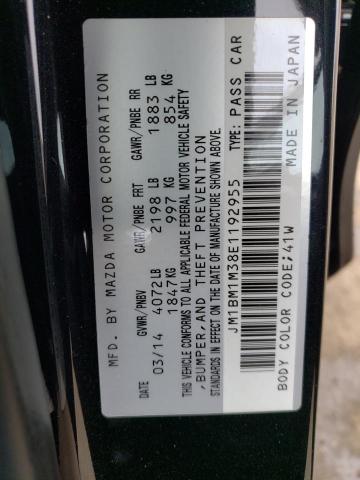 MFD. BY MAZDA MOTOR CORPORATION
DATE GVWR/PNBV GAWR/PNBE FRT GAWR/PNBE RR
03/14 4072LB 2198 LB 1883 LB
1847KG 997 KG 854 KG
THIS VEHICLE CONFORMS TO ALL APPLICABLE FEDERAL MOTOR VEHICLE SAFETY
,BUMPER,AND THEFT PREVENTION
STANDARDS IN EFFECT ON THE DATE OF MANUFACTURE SHOWN ABOVE.
JM1BM1M38E1192955 TYPE: PASS CAR
BODY COLOR CODE;41W MADE IN JAPAN